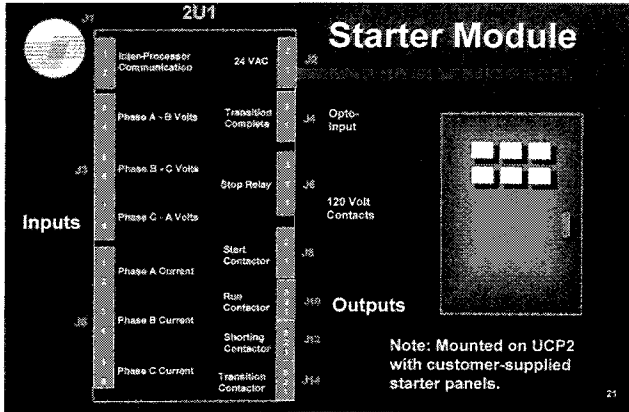 2U1
Starter Module
J1
Inter-Processor
Communication
24 VAC
J2
Phase A - B Volts
Transition
Complete
J4
Opto-
Input
J3
Phase B - C Volts
Stop Relay
J6
120 Volt
Contacts
Phase C - A Volts
Inputs
Start
Contactor
J8
Phase A Current
Run
Contactor
J10
Outputs
J5
Phase B Current
Shorting
Contactor
J12
Phase C Current
Transition
Contactor
J14
Note: Mounted on UCP2
with customer-supplied
starter panels.
21